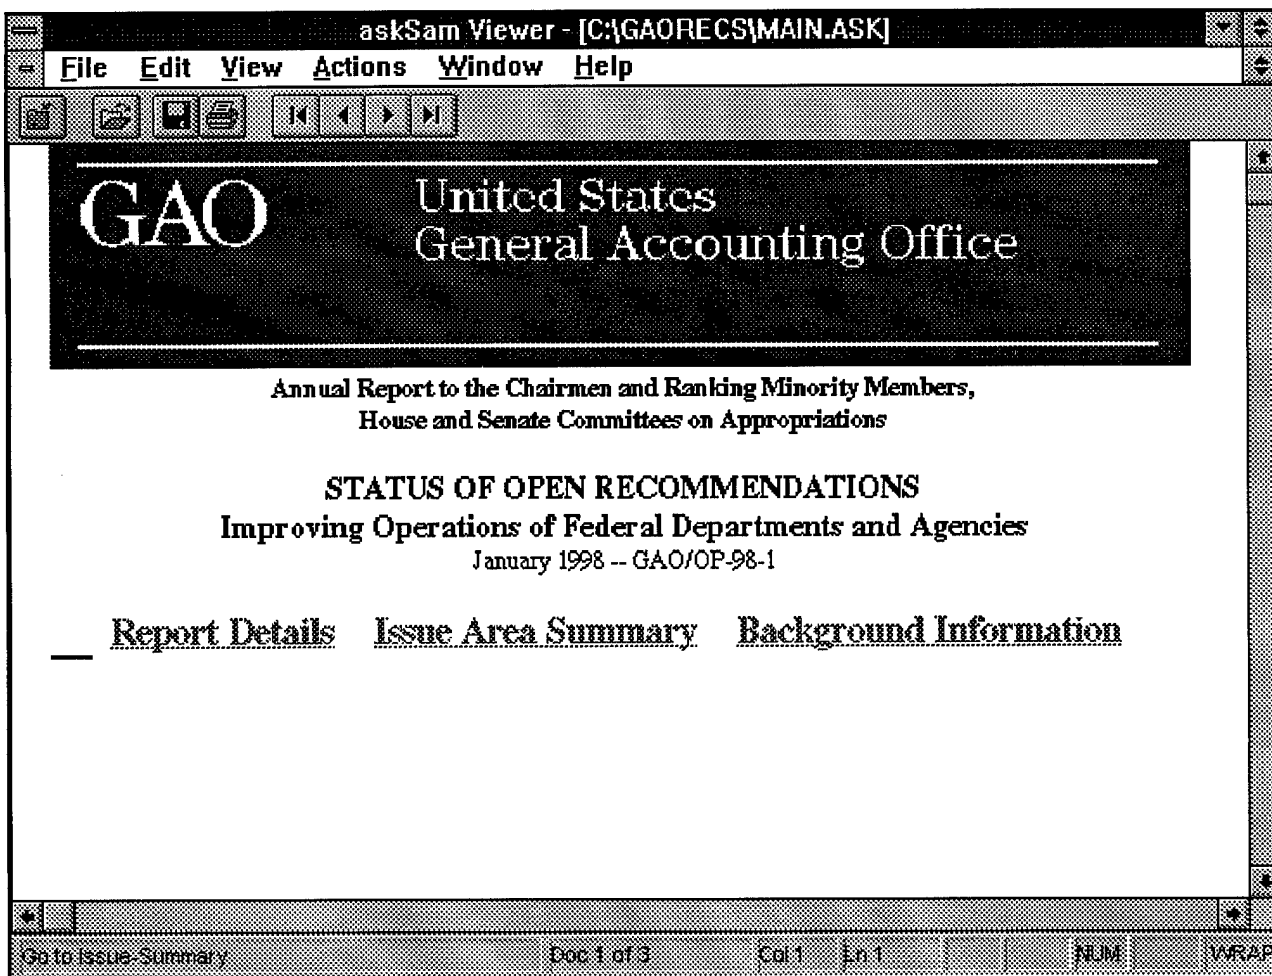 askSam Viewer - [C:\GAORECS\MAIN.ASK]
File Edit View Actions Window Help
GAO
United States
General Accounting Office
Annual Report to the Chairmen and Ranking Minority Members,
House and Senate Committees on Appropriations
STATUS OF OPEN RECOMMENDATIONS
Improving Operations of Federal Departments and Agencies
January 1998 -- GAO/OP-98-1
Report Details Issue Area Summary Background Information
Go to Issue-Summary Doc 1 of 3 Col 1 Ln 1 NUM WRAP